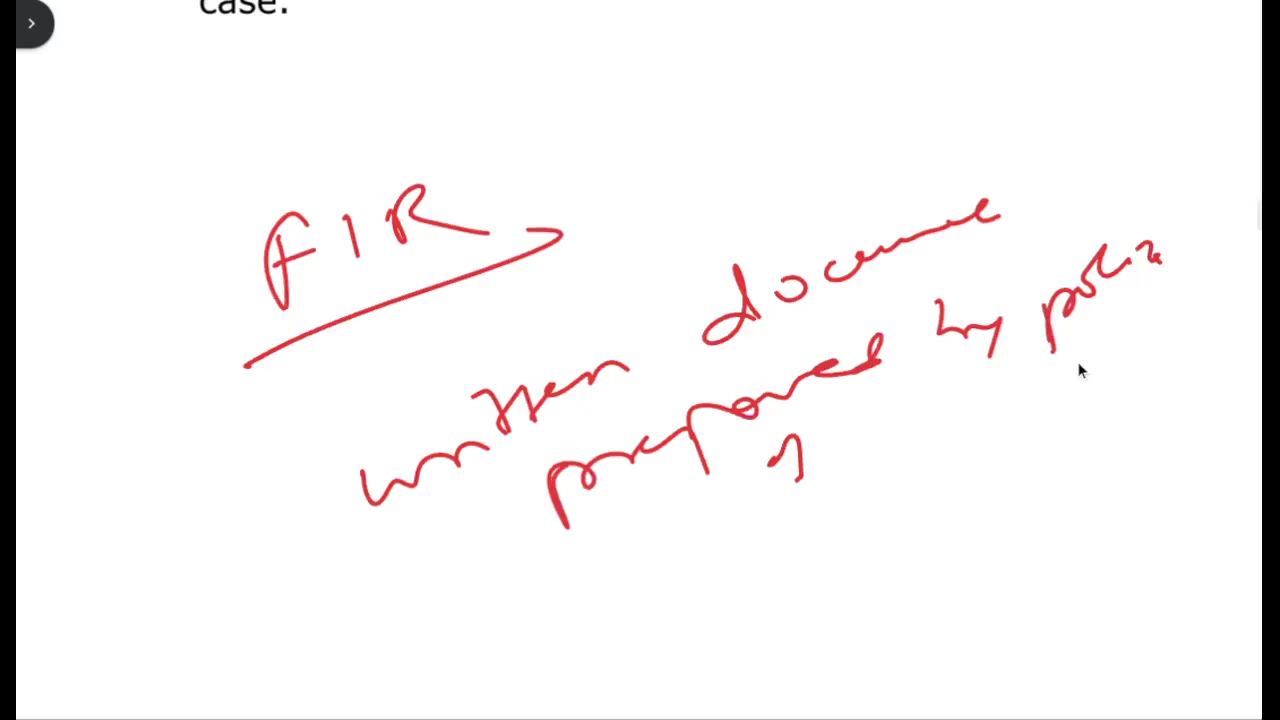 case.
FIR
written document
prepared by police